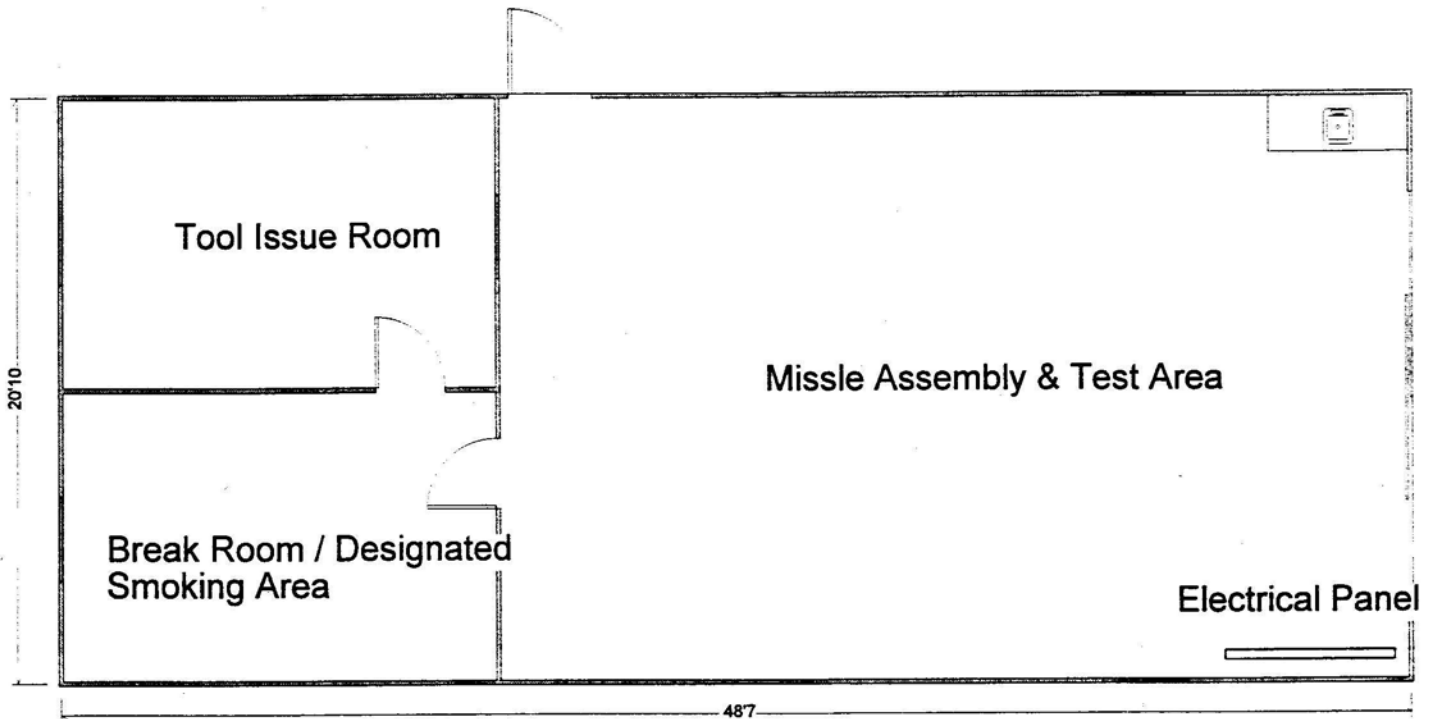 Tool Issue Room
20'10
Missle Assembly & Test Area
Break Room / Designated
Smoking Area
Electrical Panel
48'7